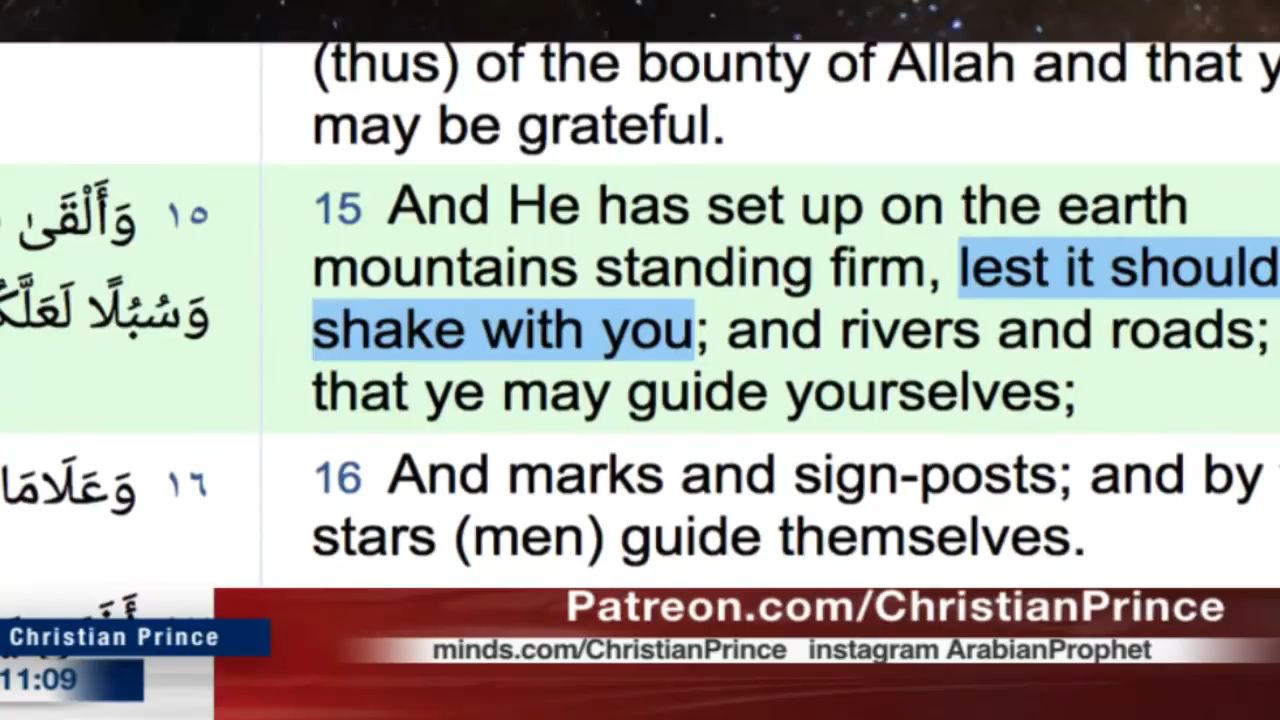 (thus) of the bounty of Allah and that
may be grateful.
١٥ وَأَلْقَىٰ
15 And He has set up on the earth
mountains standing firm, lest it should
وَسُبُلًا
shake with you; and rivers and roads;
that ye may guide yourselves;
١٦
16 And marks and sign-posts; and by
stars (men) guide themselves.
Patreon.com/ChristianPrince
Christian Prince
minds.com/ChristianPrince instagram ArabianProphet
11:09